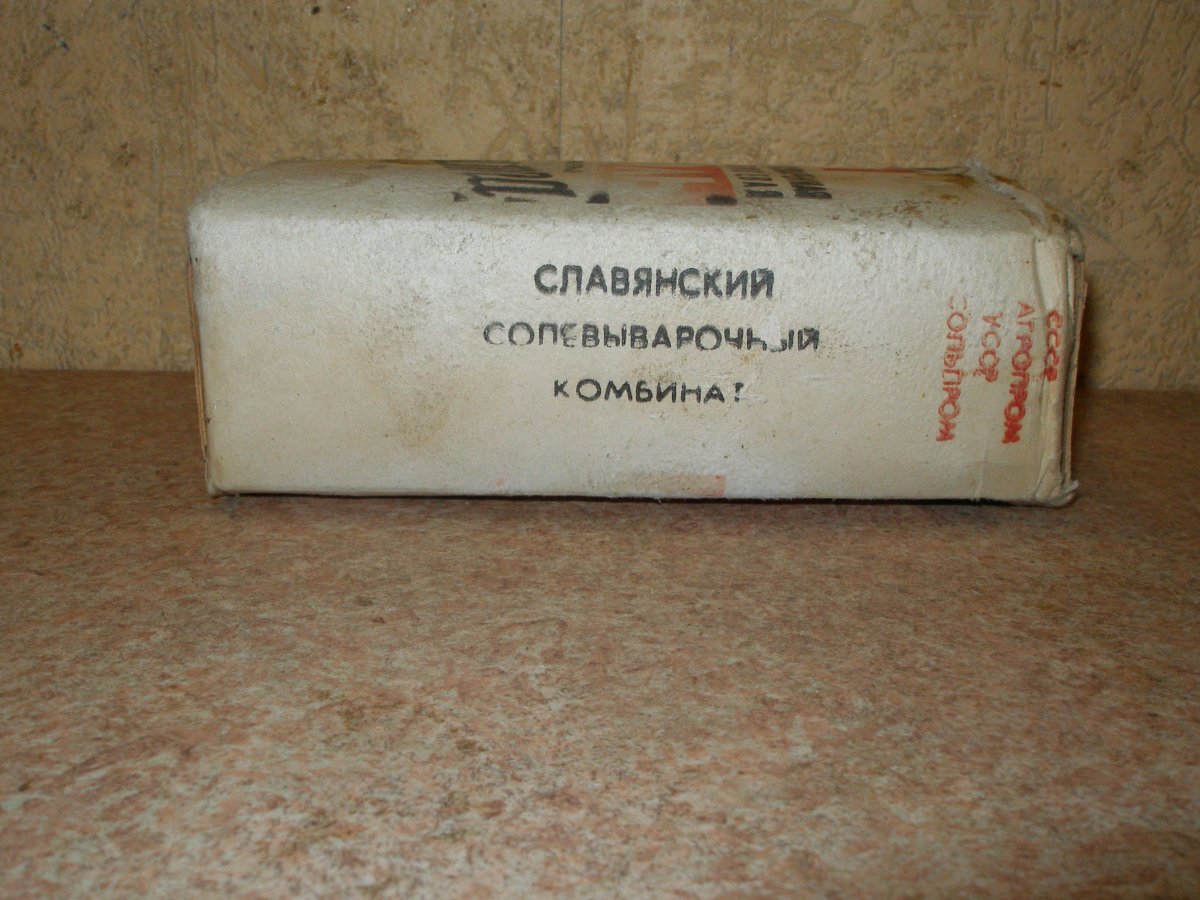 СЛАВЯНСКИЙ
СОЛЕВЫВАРОЧНЫЙ
КОМБИНАТ
СССР
АГРОПРОМ
УССР
СОЛЬПРОМ